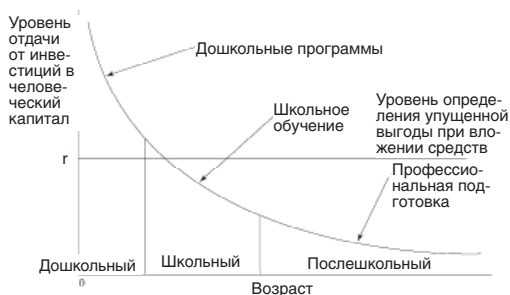 Уровень
отдачи
от инве-
стиций в
челове-
ческий
капитал
Дошкольные программы
Школьное
обучение
Уровень опреде-
ления упущенной
выгоды при вло-
жении средств
r
Профессио-
нальная под-
готовка
Дошкольный
Школьный
Послешкольный
0
Возраст